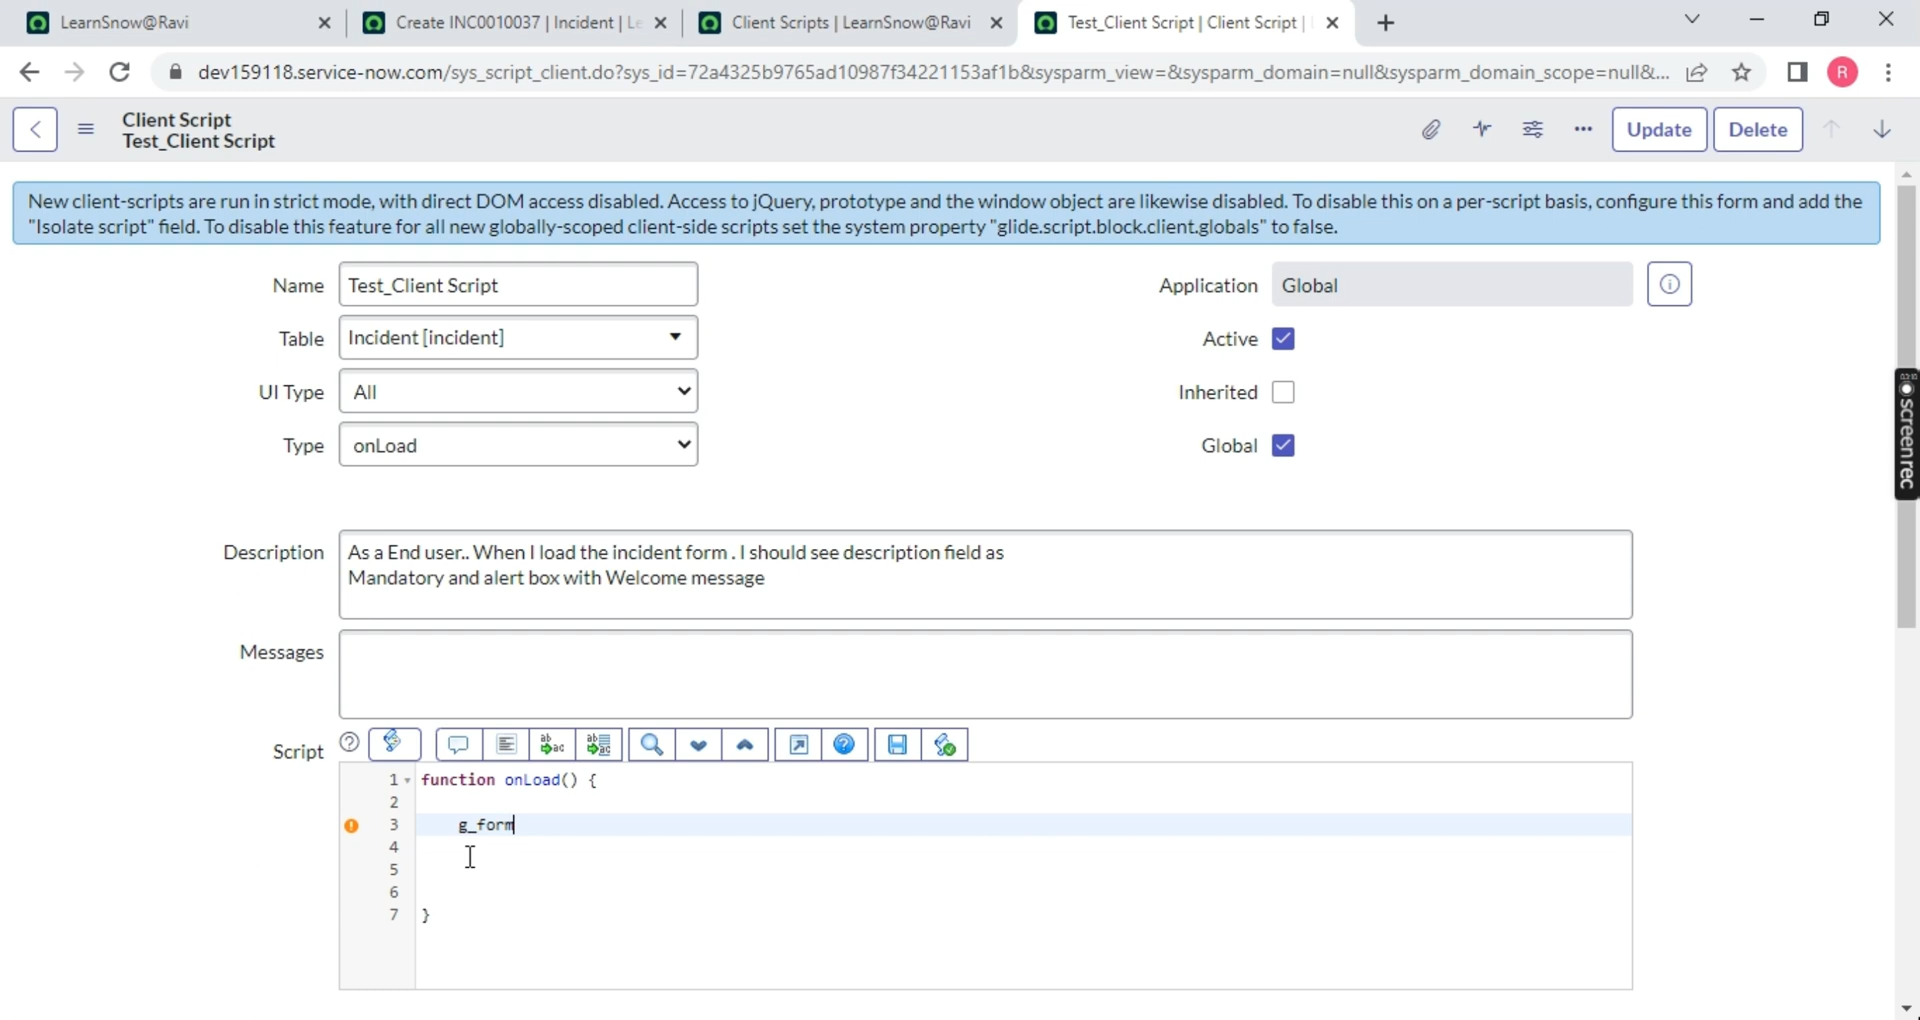 LearnSnow@Ravi
Create INC0010037 | Incident | Le
Client Scripts | LearnSnow@Ravi
Test_Client Script | Client Script |
dev159118.service-now.com/sys_script_client.do?sys_id=72a4325b9765ad10987f34221153af1b&sysparm_view=&sysparm_domain=null&sysparm_domain_scope=null&...
R
Client Script
Test_Client Script
Update
Delete
New client-scripts are run in strict mode, with direct DOM access disabled. Access to jQuery, prototype and the window object are likewise disabled. To disable this on a per-script basis, configure this form and add the
"Isolate script" field. To disable this feature for all new globally-scoped client-side scripts set the system property "glide.script.block.client.globals" to false.
Name Test_Client Script
Application Global
Table Incident [incident]
Active
UI Type All
Inherited
Type onLoad
Global
Description As a End user.. When I load the incident form . I should see description field as
Mandatory and alert box with Welcome message
Messages
Script
1 function onLoad() {
2
3 g_form
4
5
6
7 }
screenrec